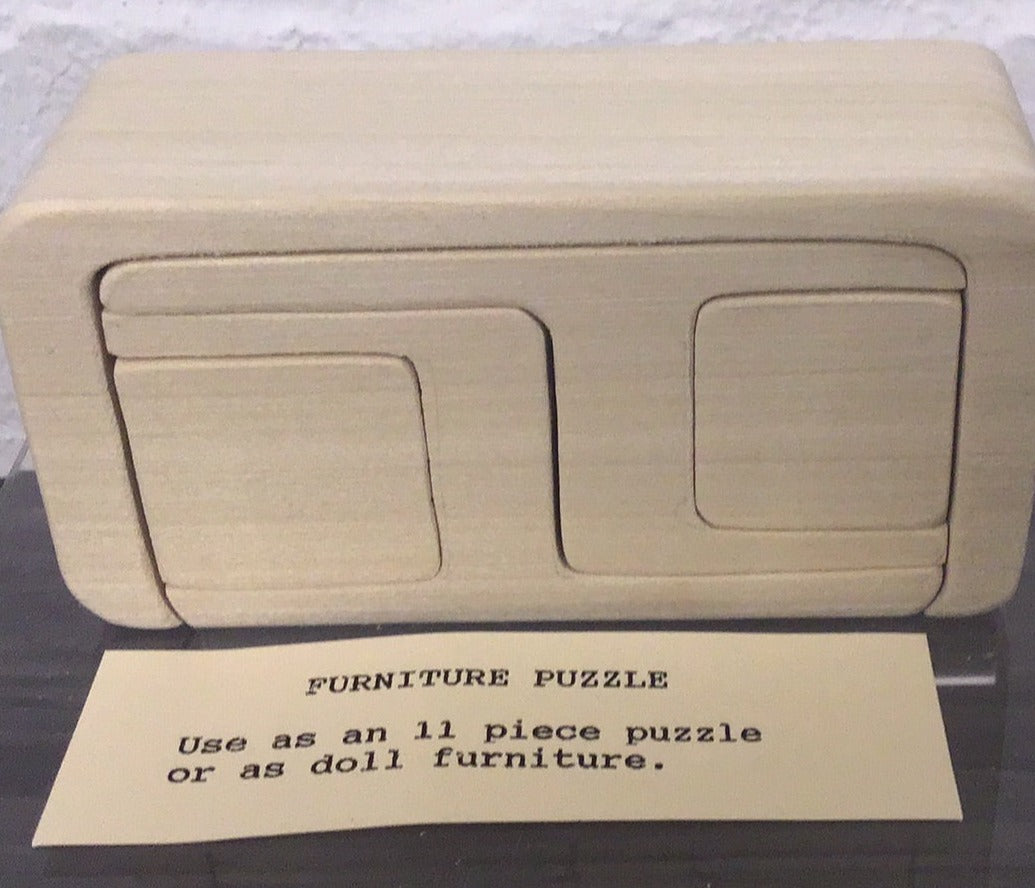 FURNITURE PUZZLE
Use as an 11 piece puzzle
or as doll furniture.